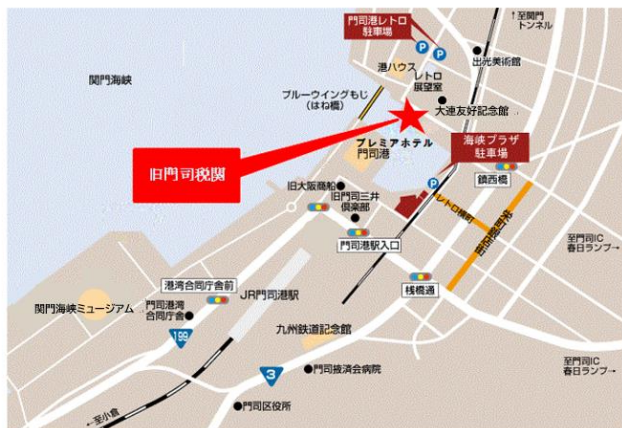 ↑至関門
トンネル
門司港レトロ
駐車場
P
P
出光美術館
関門海峡
港ハウス
レトロ
展望室
ブルーウイングもじ
(はね橋)
大連友好記念館
プレミアホテル
門司港
海峡プラザ
駐車場
P
旧門司税関
鎮西橋
旧大阪商船
旧門司三井
倶楽部
レトロ横町
栄町銀天街
門司港駅入口
至門司IC
春日ランプ→
港湾合同庁舎前
桟橋通
JR門司港駅
関門海峡ミュージアム
門司港湾
合同庁舎
199
九州鉄道記念館
3
門司掖済会病院
至門司IC
春日ランプ→
←至小倉
門司区役所